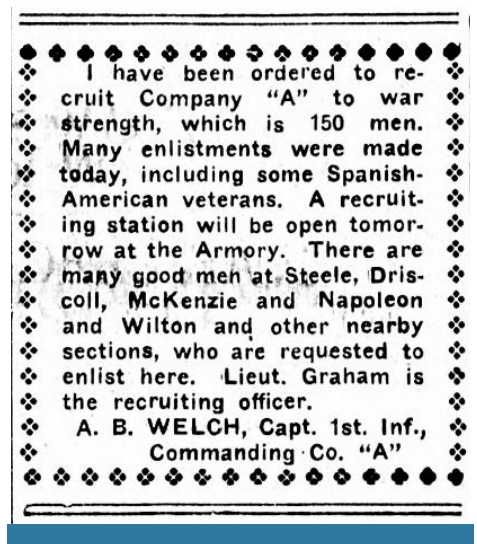 I have been ordered to re-
cruit Company "A" to war
strength, which is 150 men.
Many enlistments were made
today, including some Spanish-
American veterans. A recruit-
ing station will be open tomor-
row at the Armory. There are
many good men at Steele, Dris-
coll, McKenzie and Napoleon
and Wilton and other nearby
sections, who are requested to
enlist here. Lieut. Graham is
the recruiting officer.
A. B. WELCH, Capt. 1st. Inf.,
Commanding Co. "A"